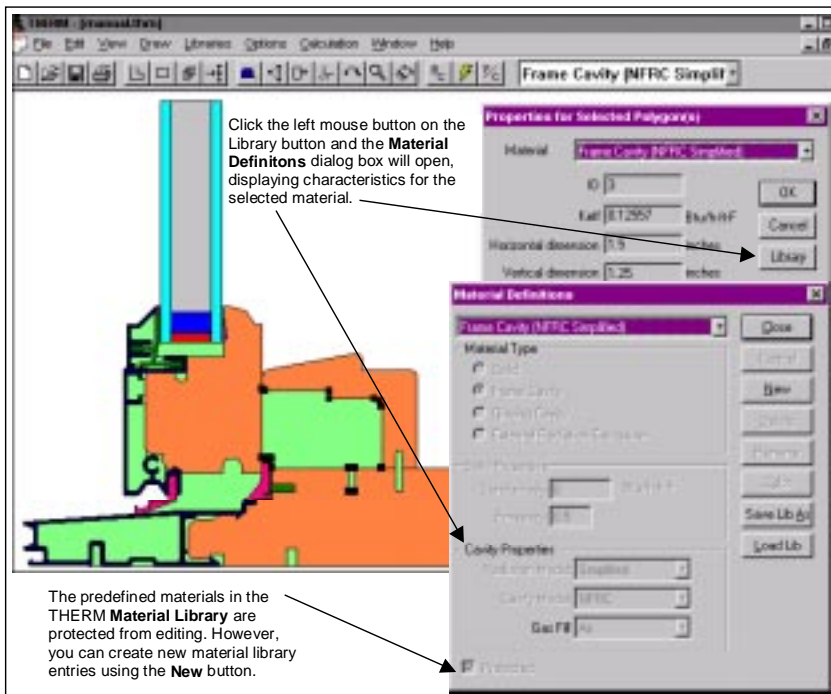 THERM - [manual.thm]
File Edit View Draw Libraries Options Calculation Window Help
Frame Cavity (NFRC Simplif
Click the left mouse button on the
Library button and the Material
Definitons dialog box will open,
displaying characteristics for the
selected material.
Properties for Selected Polygon(s)
Material Frame Cavity (NFRC Simplified)
ID 3
Keff 0.12957 Btu/h-ft-F
Horizontal dimension 1.5 inches
Vertical dimension 1.25 inches
OK
Cancel
Library
Material Definitions
Frame Cavity (NFRC Simplified)
Material Type
Solid
Frame Cavity
Cavity Properties
Simplified
Cavity Model NFRC
Gas Fill Air
Protected
Close
Cancel
New
Save Lib As
Load Lib
The predefined materials in the
THERM Material Library are
protected from editing. However,
you can create new material library
entries using the New button.